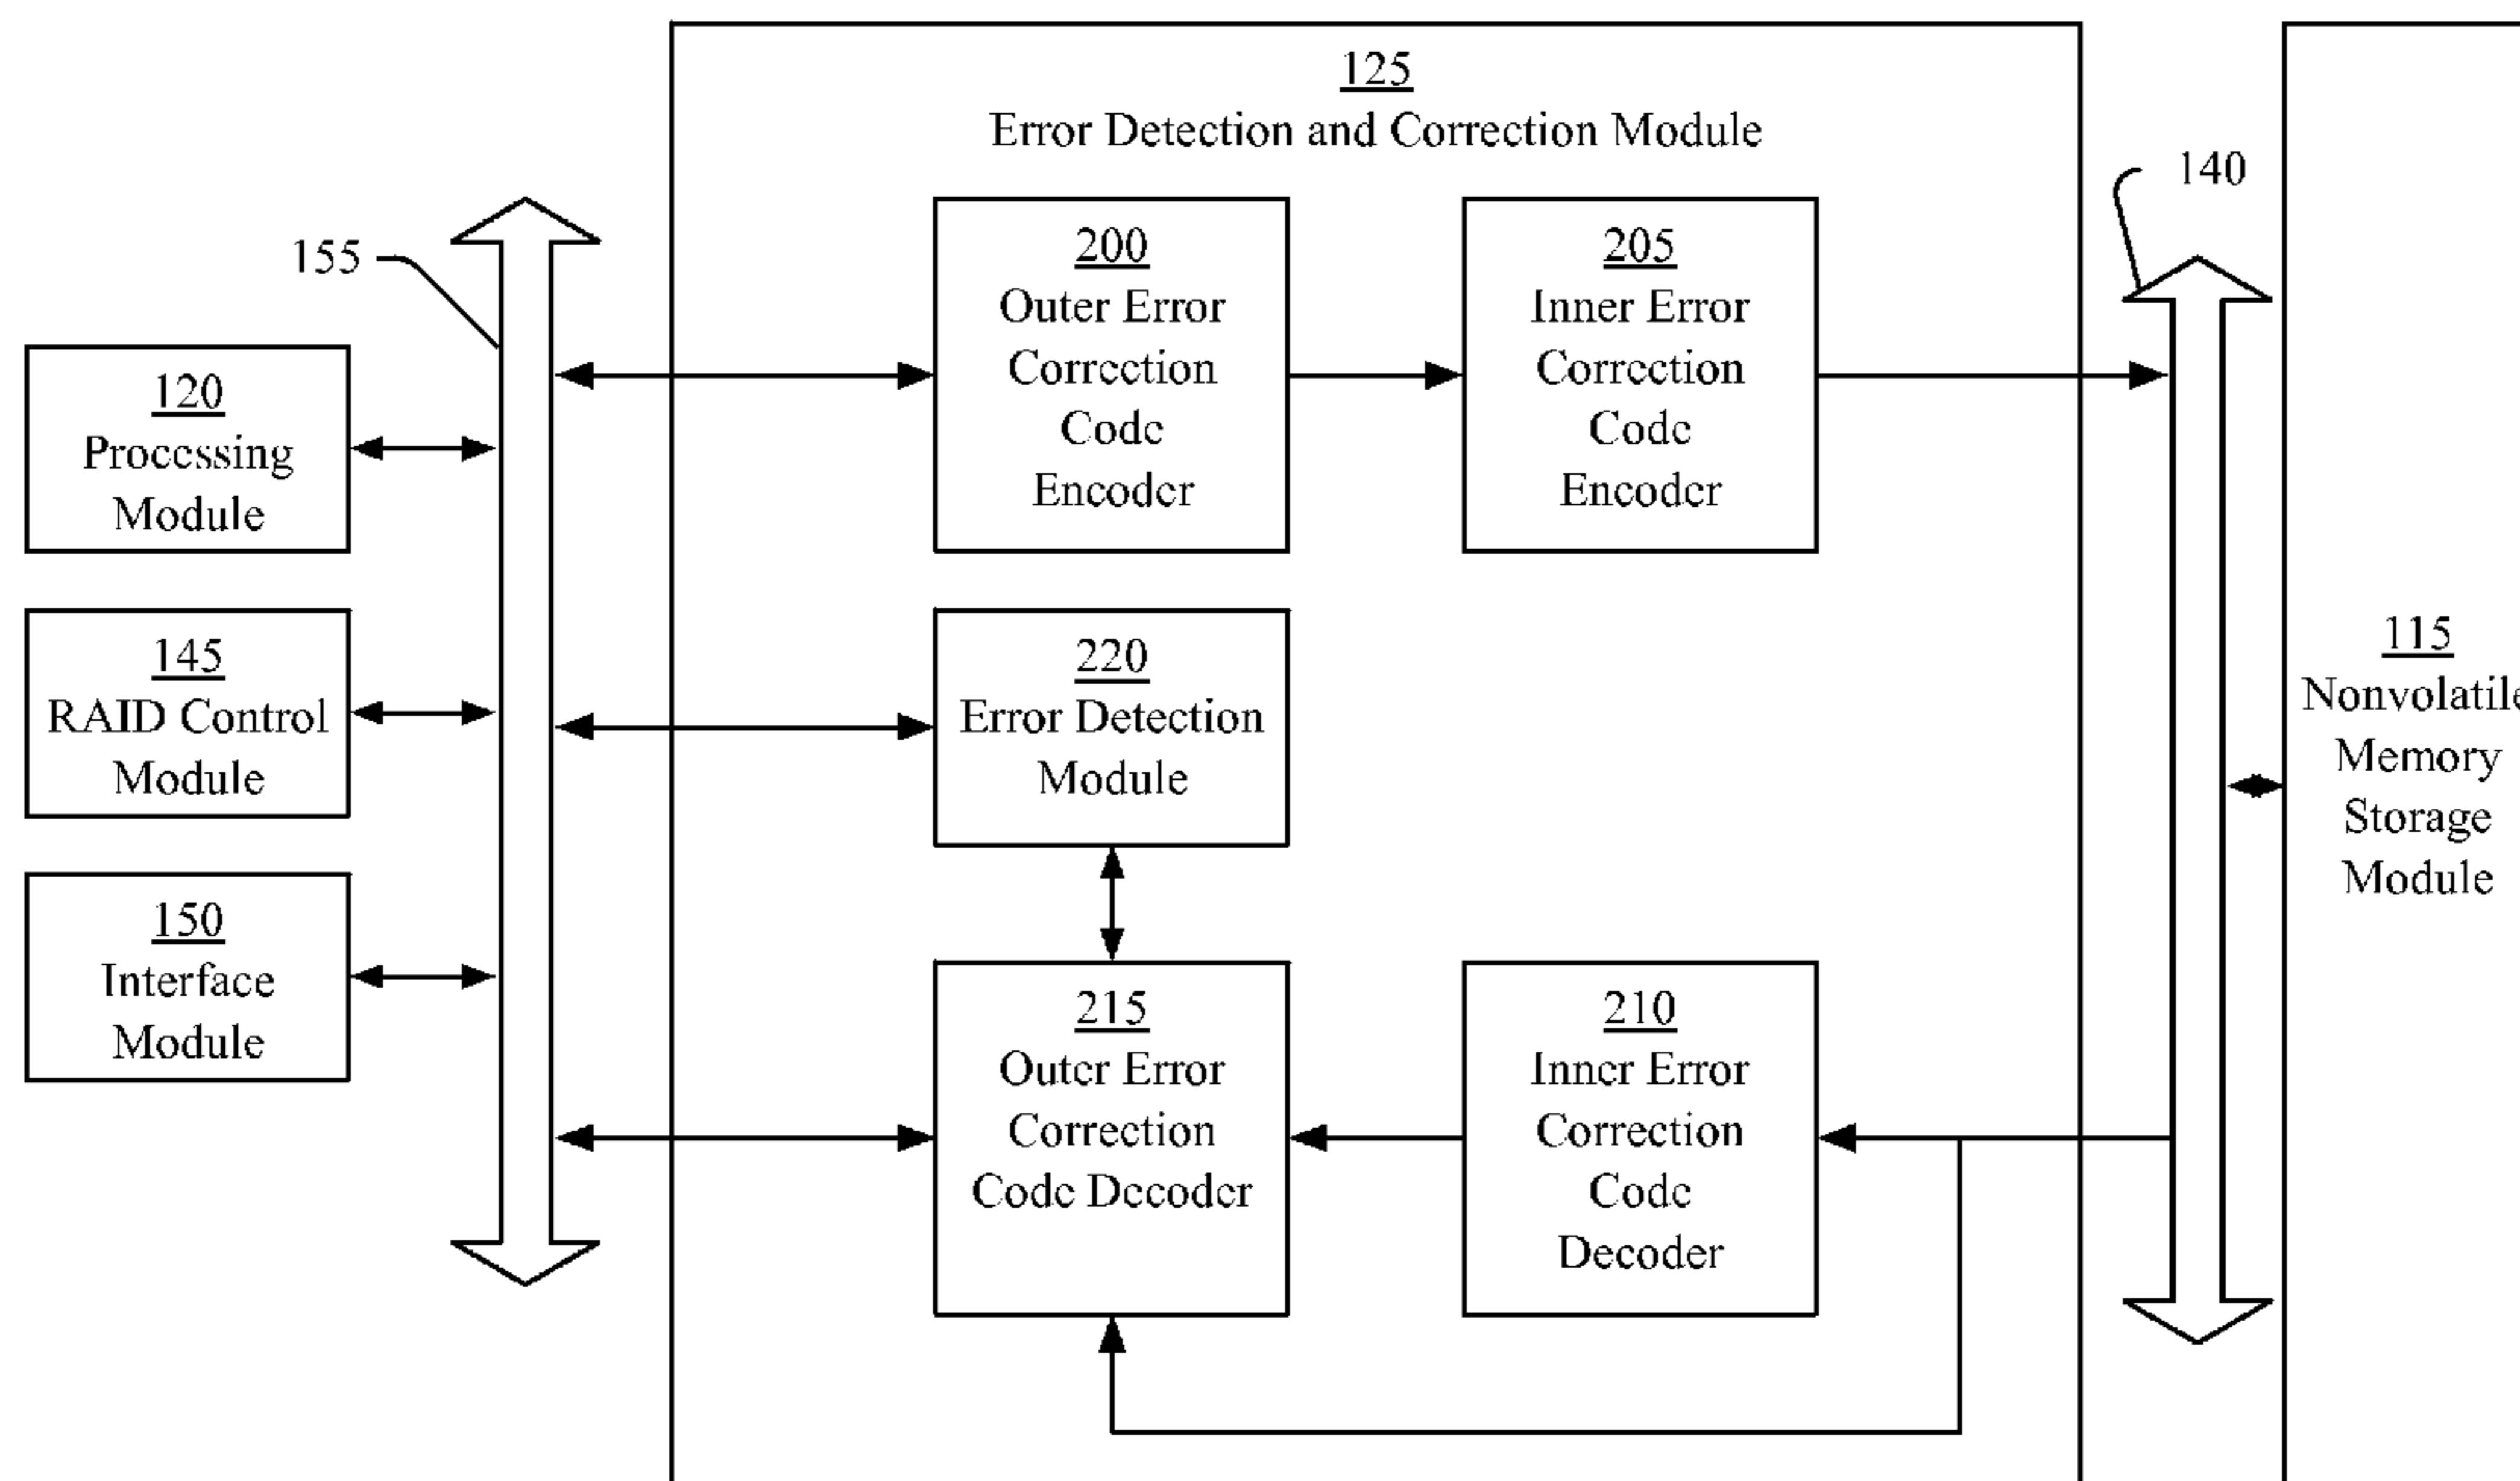 125
Error Detection and Correction Module
140
155
200
Outer Error
Correction
Code
Encoder
205
Inner Error
Correction
Code
Encoder
120
Processing
Module
145
RAID Control
Module
220
Error Detection
Module
115
Nonvolatile
Memory
Storage
Module
150
Interface
Module
215
Outer Error
Correction
Code Decoder
210
Inner Error
Correction
Code
Decoder